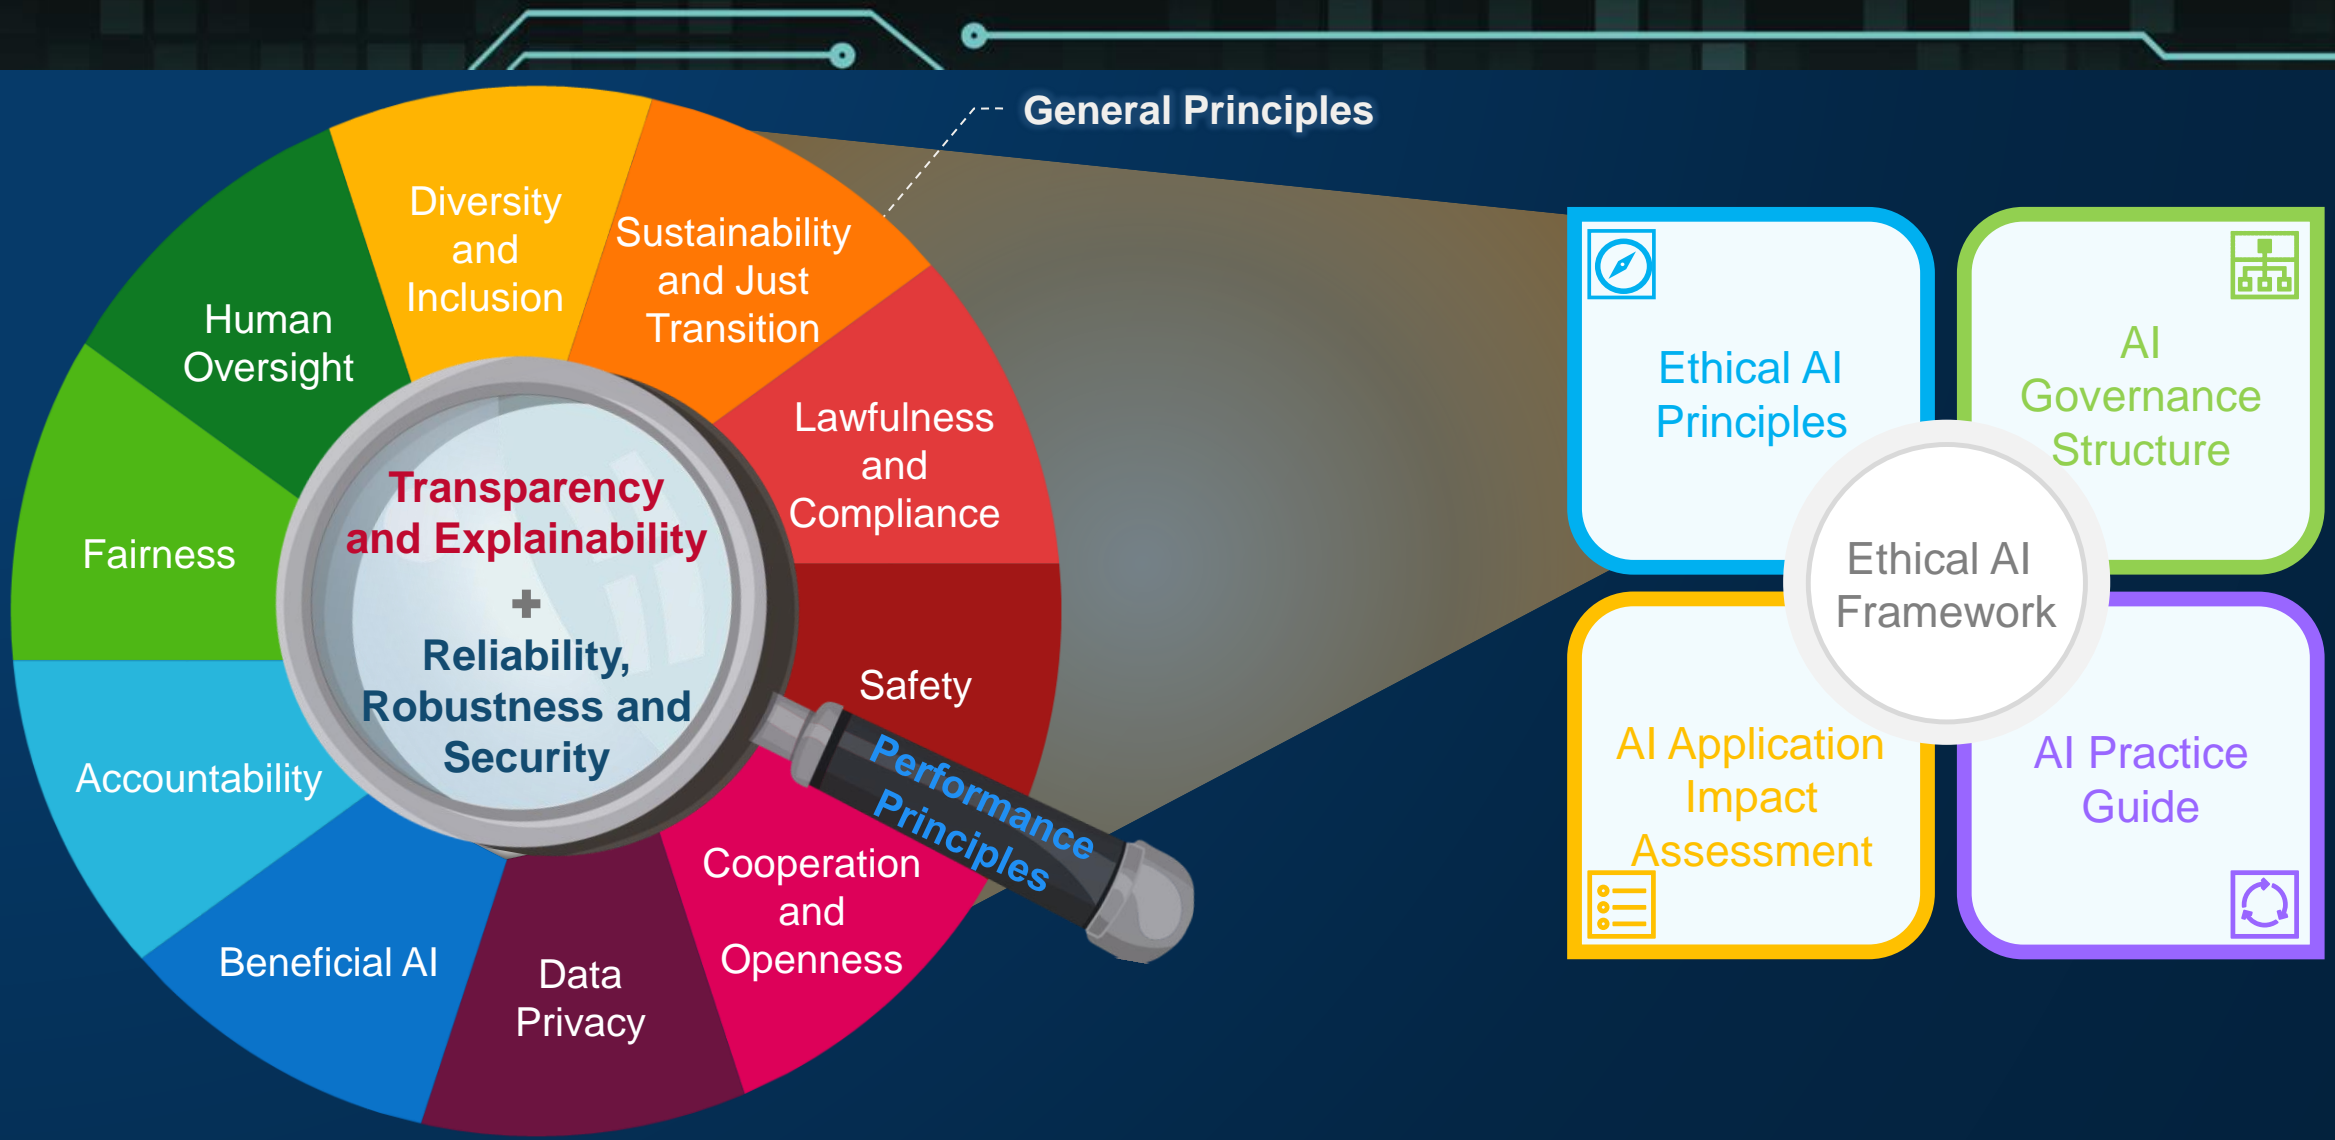 General Principles
Diversity
and
Inclusion
Sustainability
and Just
Transition
Human
Oversight
Lawfulness
and
Compliance
Fairness
Transparency
and Explainability
+
Reliability,
Robustness and
Security
Safety
Accountability
Performance
Principles
Cooperation
and
Openness
Beneficial AI
Data
Privacy
Ethical AI
Principles
AI
Governance
Structure
Ethical AI
Framework
AI Application
Impact
Assessment
AI Practice
Guide